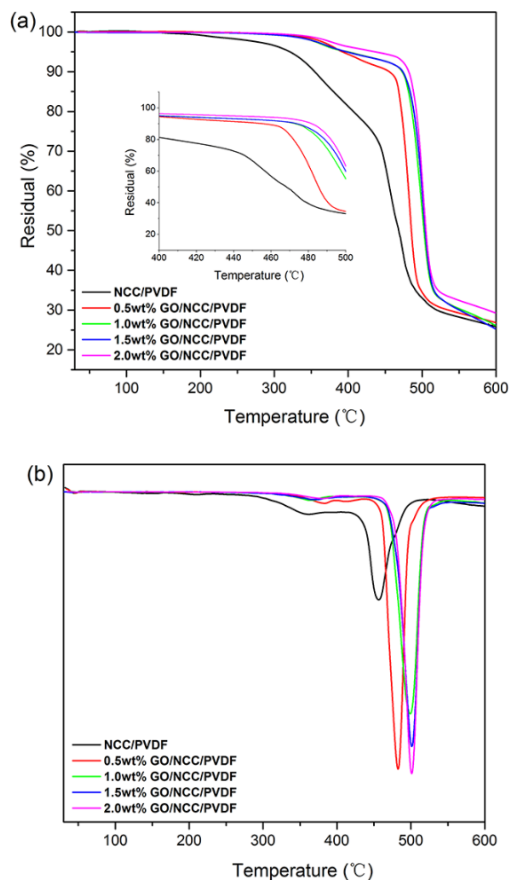 (a)
100
90
80
70
60
50
40
30
20
Residual (%)
100
80
60
40
20
Residual (%)
400 420 440 460 480 500
Temperature (℃)
NCC/PVDF
0.5wt% GO/NCC/PVDF
1.0wt% GO/NCC/PVDF
1.5wt% GO/NCC/PVDF
2.0wt% GO/NCC/PVDF
100 200 300 400 500 600
Temperature (℃)
(b)
NCC/PVDF
0.5wt% GO/NCC/PVDF
1.0wt% GO/NCC/PVDF
1.5wt% GO/NCC/PVDF
2.0wt% GO/NCC/PVDF
100 200 300 400 500 600
Temperature (℃)